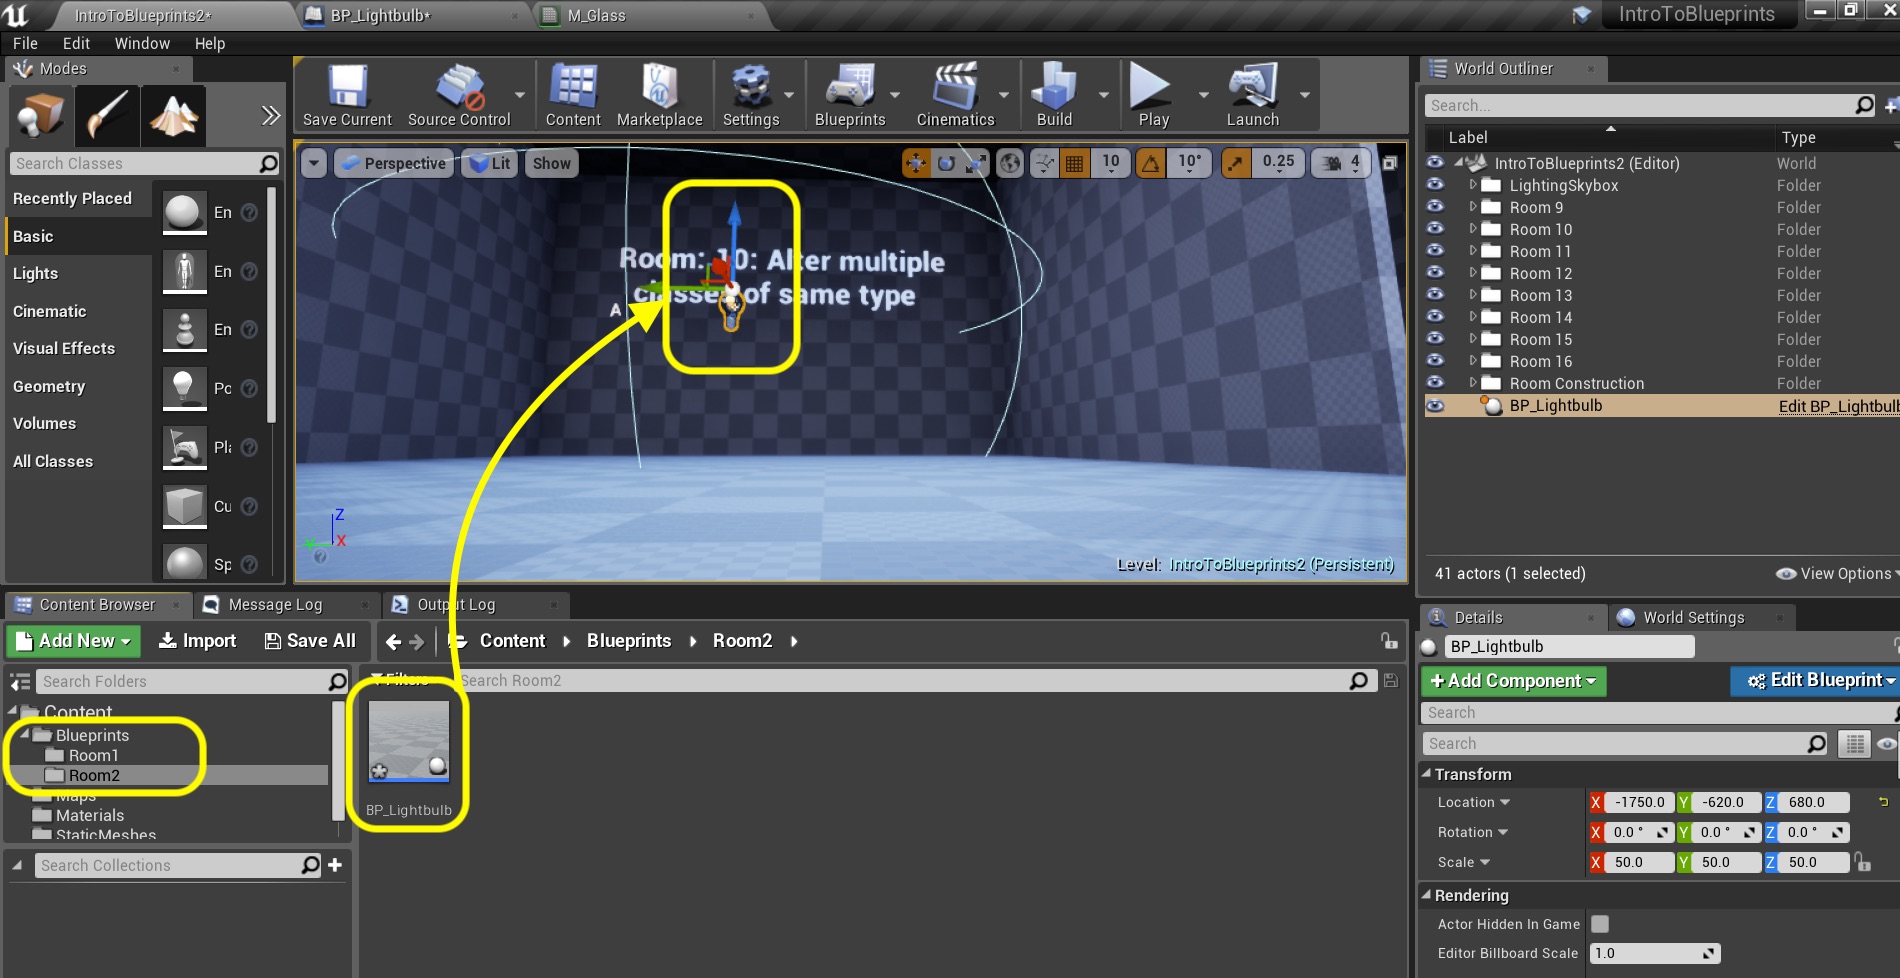 IntroToBlueprints2*
BP_Lightbulb*
M_Glass
IntroToBlueprints
File Edit Window Help
Modes
Save Current
Source Control
Content
Marketplace
Settings
Blueprints
Cinematics
Build
Play
Launch
Search Classes
Recently Placed
Basic
Lights
Cinematic
Visual Effects
Geometry
Volumes
All Classes
En
En
En
Po
Pla
Cu
Sp
Perspective
Lit
Show
10
10°
0.25
4
Room: 10: Alter multiple
classes of same type
A
Z
X
Level: IntroToBlueprints2 (Persistent)
World Outliner
Search...
Label Type
IntroToBlueprints2 (Editor) World
LightingSkybox Folder
Room 9 Folder
Room 10 Folder
Room 11 Folder
Room 12 Folder
Room 13 Folder
Room 14 Folder
Room 15 Folder
Room 16 Folder
Room Construction Folder
BP_Lightbulb Edit BP_Lightbulb
41 actors (1 selected)
View Options
Content Browser
Message Log
Output Log
Add New
Import
Save All
Content
Blueprints
Room2
Search Folders
Filters
Search Room2
Content
Blueprints
Room1
Room2
Maps
Materials
StaticMeshes
Search Collections
BP_Lightbulb
Details
World Settings
BP_Lightbulb
+Add Component
Edit Blueprint
Search
Search
Transform
Location X -1750.0 Y -620.0 Z 680.0
Rotation X 0.0 ° Y 0.0 ° Z 0.0 °
Scale X 50.0 Y 50.0 Z 50.0
Rendering
Actor Hidden In Game
Editor Billboard Scale 1.0